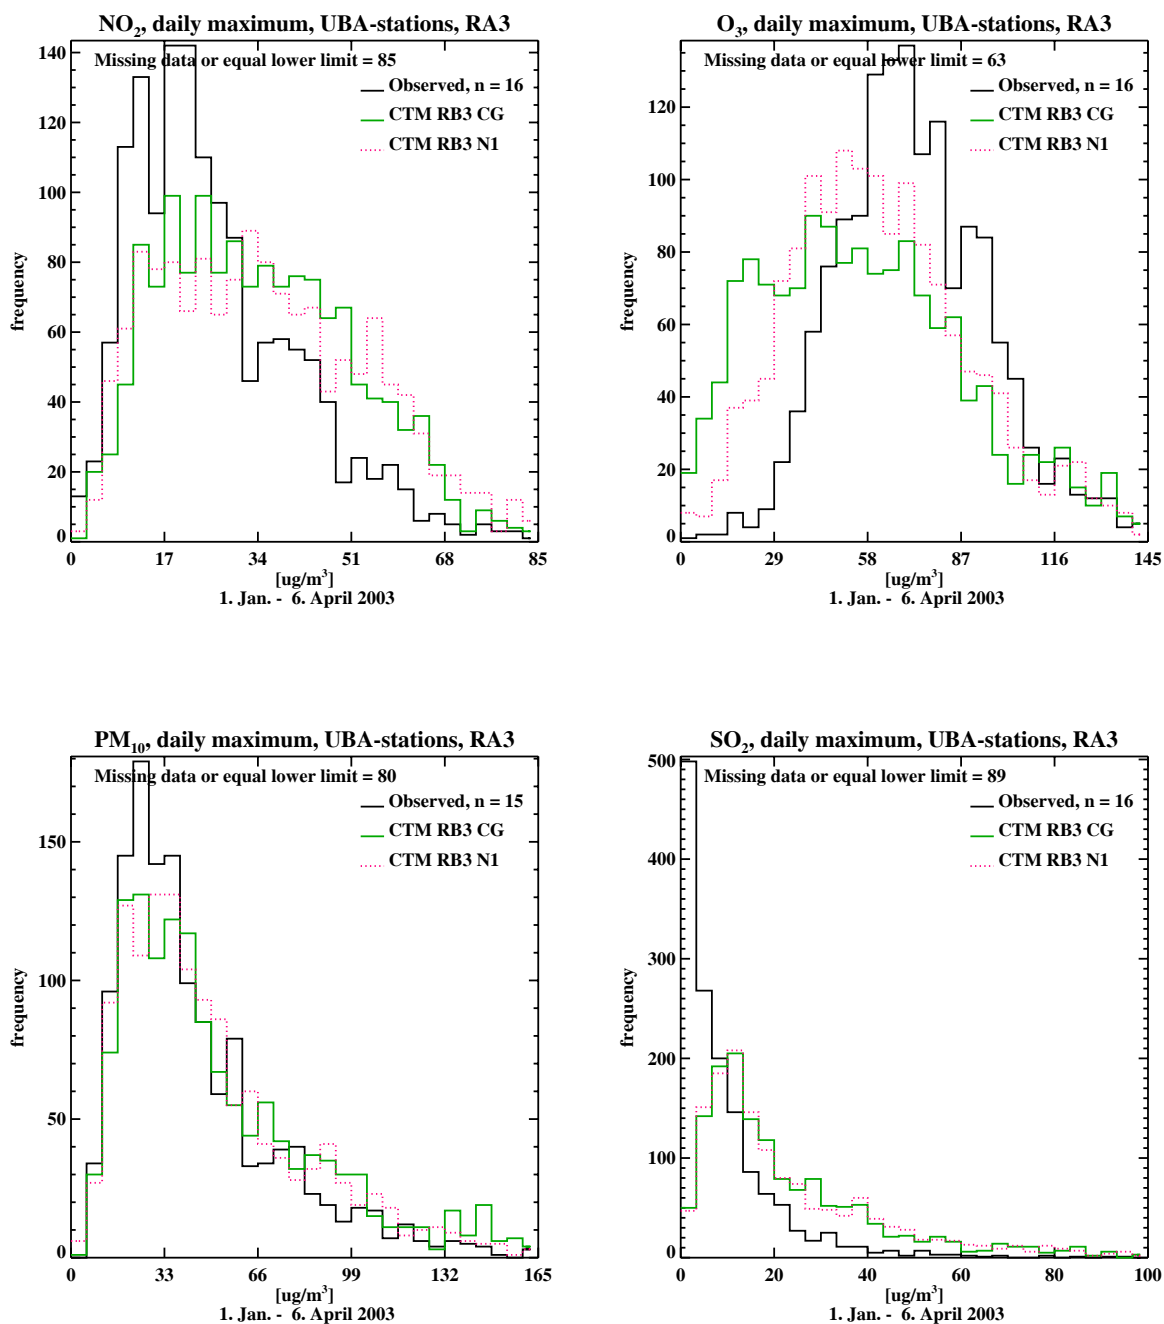 NO2, daily maximum, UBA-stations, RA3
Missing data or equal lower limit = 85
Observed, n = 16
CTM RB3 CG
CTM RB3 N1
frequency
140
120
100
80
60
40
20
0
0 17 34 51 68 85
[ug/m3]
1. Jan. - 6. April 2003
O3, daily maximum, UBA-stations, RA3
Missing data or equal lower limit = 63
Observed, n = 16
CTM RB3 CG
CTM RB3 N1
frequency
120
100
80
60
40
20
0
0 29 58 87 116 145
[ug/m3]
1. Jan. - 6. April 2003
PM10, daily maximum, UBA-stations, RA3
Missing data or equal lower limit = 80
Observed, n = 15
CTM RB3 CG
CTM RB3 N1
frequency
150
100
50
0
0 33 66 99 132 165
[ug/m3]
1. Jan. - 6. April 2003
SO2, daily maximum, UBA-stations, RA3
Missing data or equal lower limit = 89
Observed, n = 16
CTM RB3 CG
CTM RB3 N1
frequency
500
400
300
200
100
0
0 20 40 60 80 100
[ug/m3]
1. Jan. - 6. April 2003